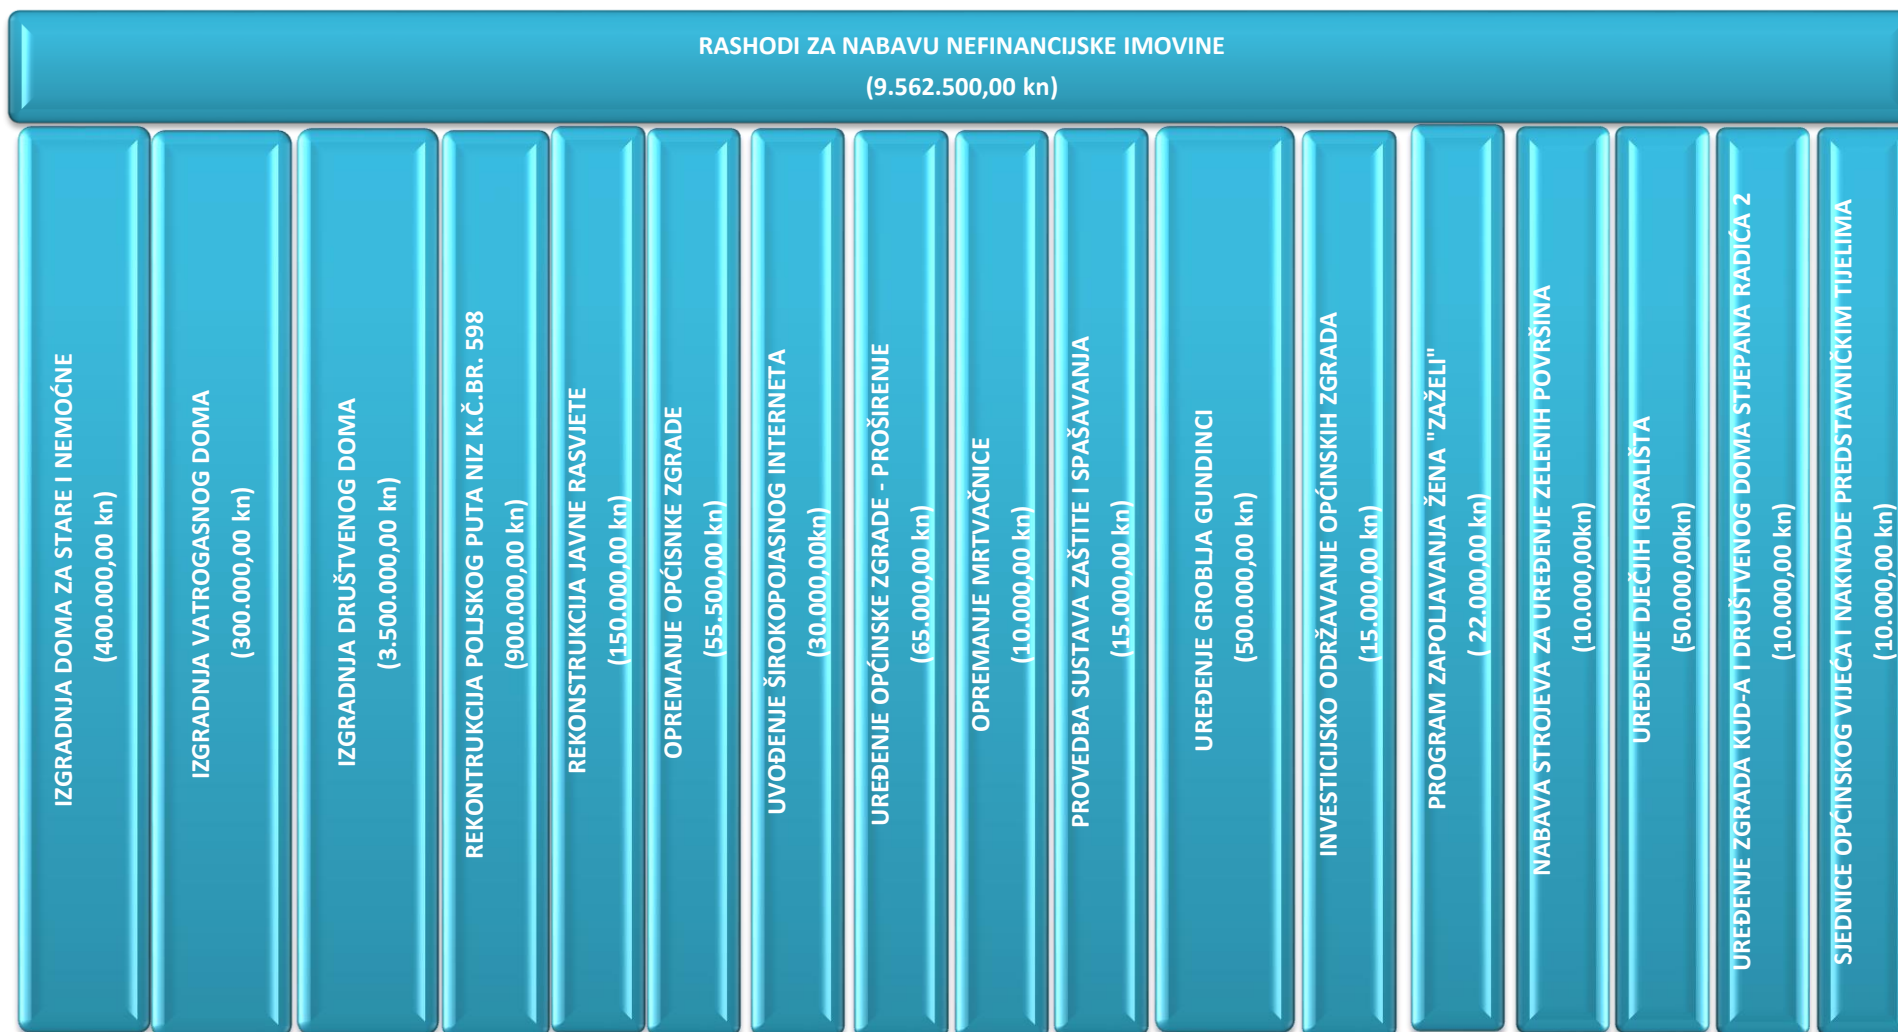 RASHODI ZA NABAVU NEFINANCIJSKE IMOVINE
(9.562.500,00 kn)
IZGRADNJA DOMA ZA STARE I NEMOĆNE
(400.000,00 kn)
IZGRADNJA VATROGASNOG DOMA
(300.000,00 kn)
IZGRADNJA DRUŠTVENOG DOMA
(3.500.000,00 kn)
REKONTRUKCIJA POLJSKOG PUTA NIZ K.Č.BR. 598
(900.000,00 kn)
REKONSTRUKCIJA JAVNE RASVJETE
(150.000,00 kn)
OPREMANJE OPĆISNKE ZGRADE
(55.500,00 kn)
UVOĐENJE ŠIROKOPOJASNOG INTERNETA
(30.000,00kn)
UREĐENJE OPĆINSKE ZGRADE - PROŠIRENJE
(65.000,00 kn)
OPREMANJE MRTVAČNICE
(10.000,00 kn)
PROVEDBA SUSTAVA ZAŠTITE I SPAŠAVANJA
(15.000,00 kn)
UREĐENJE GROBLJA GUNDINCI
(500.000,00 kn)
INVESTICIJSKO ODRŽAVANJE OPĆINSKIH ZGRADA
(15.000,00 kn)
PROGRAM ZAPOLJAVANJA ŽENA "ZAŽELI"
( 22.000,00 kn)
NABAVA STROJEVA ZA UREĐENJE ZELENIH POVRŠINA
(10.000,00kn)
UREĐENJE DJEČJIH IGRALIŠTA
(50.000,00kn)
UREĐENJE ZGRADA KUD-A I DRUŠTVENOG DOMA STJEPANA RADIĆA 2
(10.000,00 kn)
SJEDNICE OPĆINSKOG VIJEĆA I NAKNADE PREDSTAVNIČKIM TIJELIMA
(10.000,00 kn)